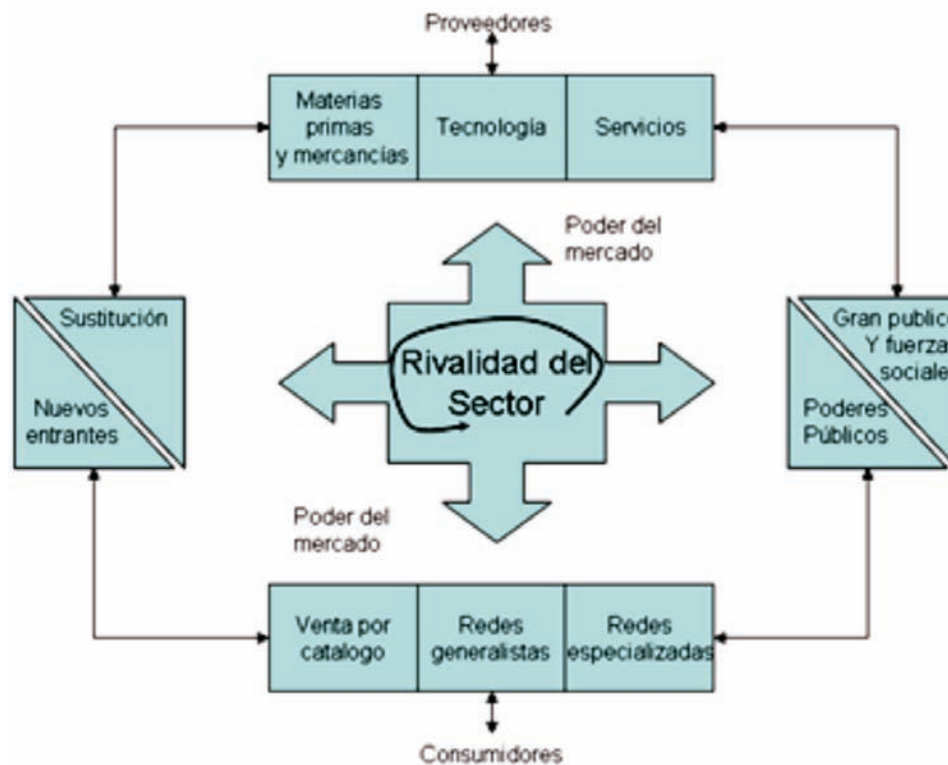 Proveedores
Materias
primas
y mercancías
Tecnología
Servicios
Poder del
mercado
Sustitución
Nuevos
entrantes
Rivalidad del
Sector
Gran publico
Y fuerza
sociale
Poderes
Públicos
Poder del
mercado
Venta por
catalogo
Redes
generalistas
Redes
especializadas
Consumidores